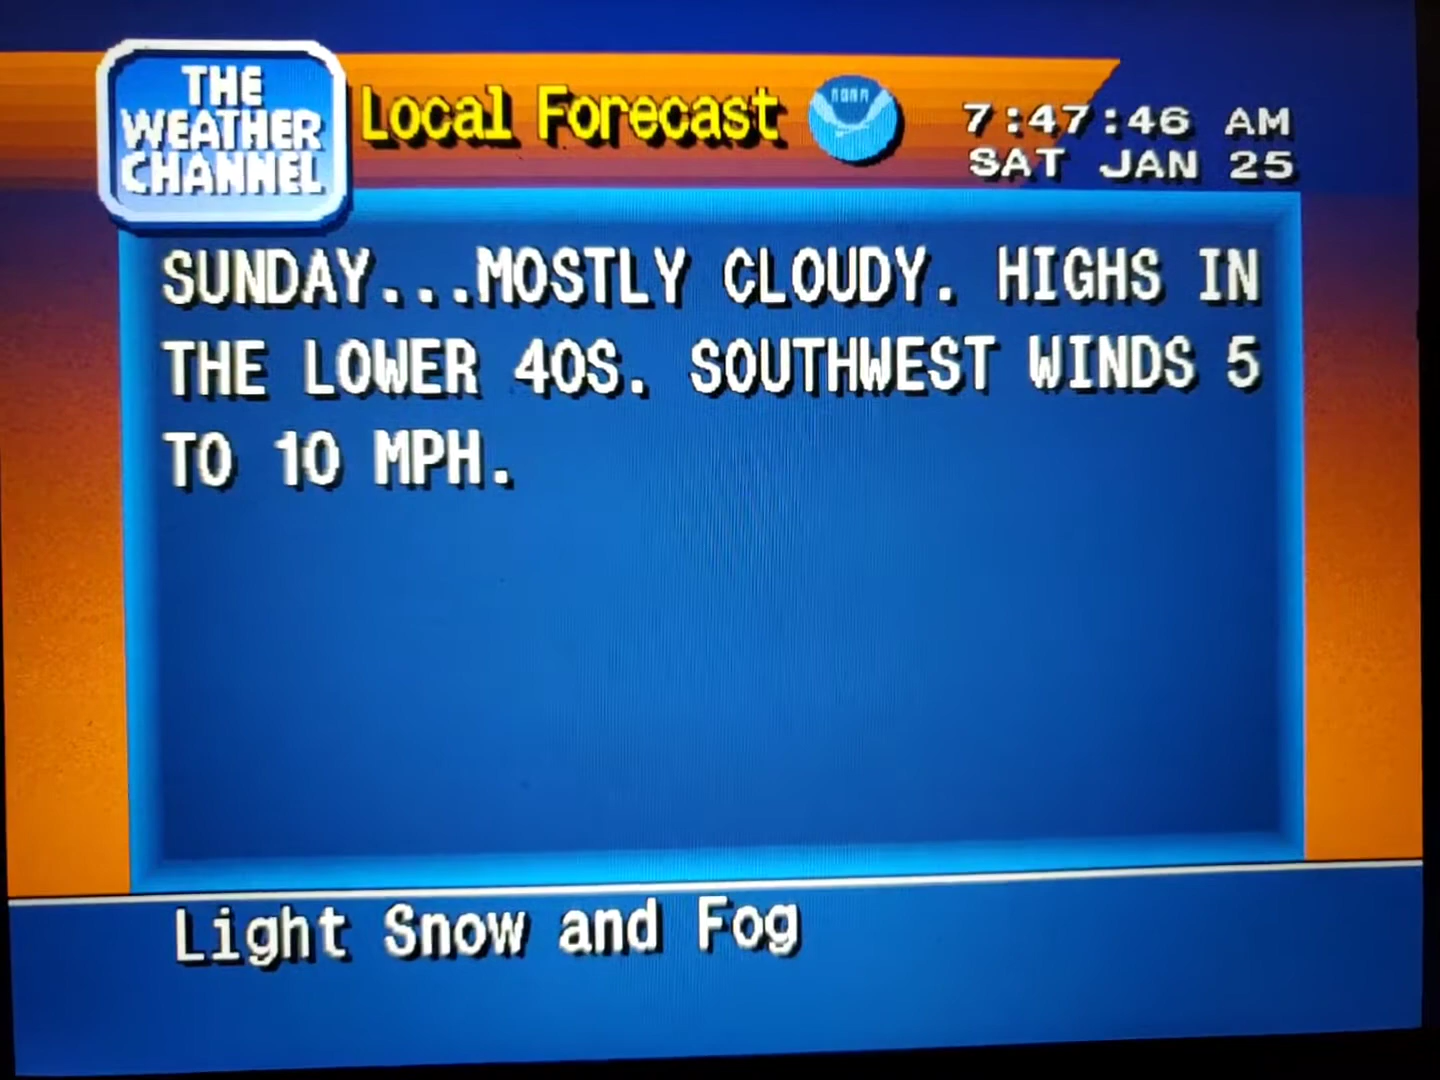 THE
WEATHER
CHANNEL
Local Forecast
NOAA
7:47:46 AM
SAT JAN 25
SUNDAY...MOSTLY CLOUDY. HIGHS IN
THE LOWER 40S. SOUTHWEST WINDS 5
TO 10 MPH.
Light Snow and Fog